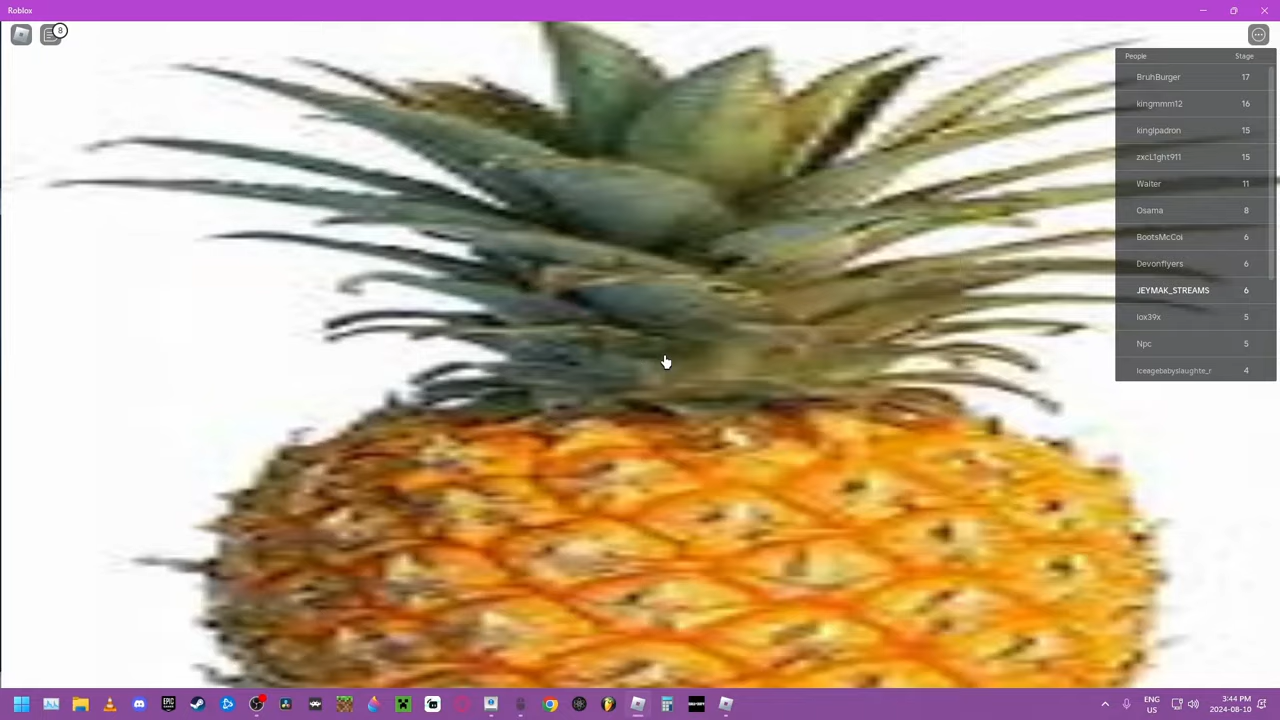 Roblox
8
People Stage
BruhBurger 17
kingmmm12 16
kingipadron 15
zxcL1ght911 15
Walter 11
Osama 8
BootsMcCoi 6
Devonflyers 6
JEYMAK_STREAMS 6
lox39x 5
Npc 5
Iceagebabyslaughte_r 4
EPIC
ENG
US
3:44 PM
2024-08-10